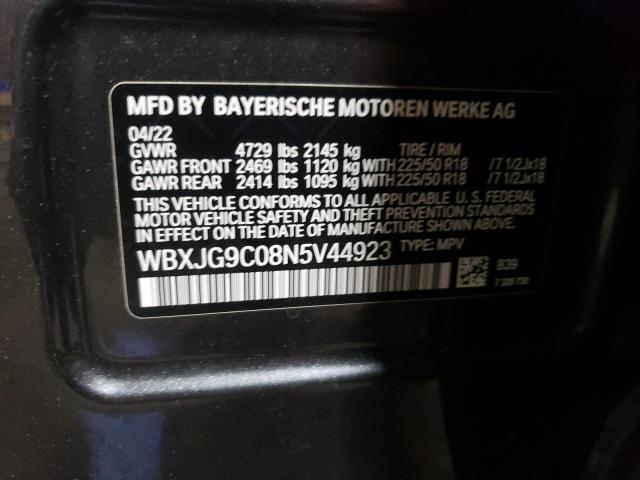 MFD BY BAYERISCHE MOTOREN WERKE AG
04/22
GVWR 4729 lbs 2145 kg TIRE / RIM
GAWR FRONT 2469 lbs 1120 kg WITH 225/50 R18 /7 1/2Jx18
GAWR REAR 2414 lbs 1095 kg WITH 225/50 R18 /7 1/2Jx18
THIS VEHICLE CONFORMS TO ALL APPLICABLE U.S. FEDERAL
MOTOR VEHICLE SAFETY AND THEFT PREVENTION STANDARDS
IN EFFECT ON THE DATE OF MANUFACTURE SHOWN ABOVE.
WBXJG9C08N5V44923 TYPE: MPV
B39